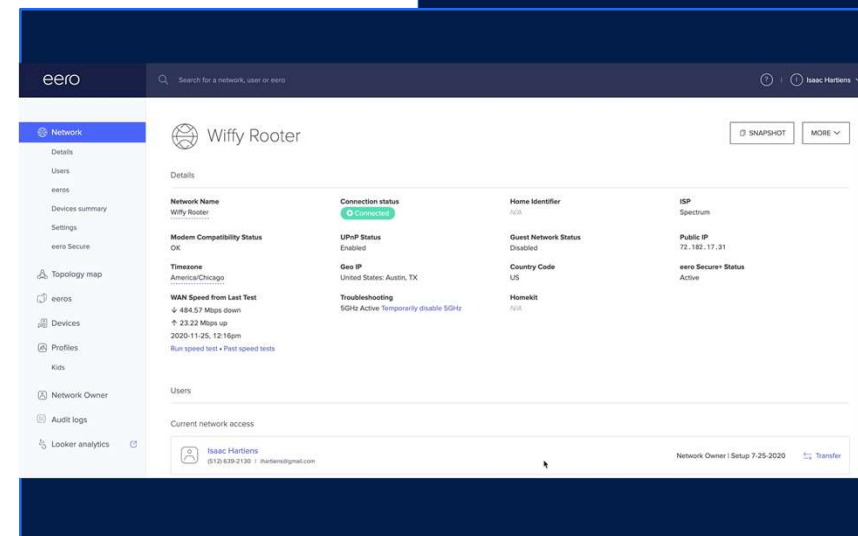 eero
Search for a network, user or eero
? | I Isaac Hartiens
Network
Details
Users
eeros
Devices summary
Settings
eero Secure
Topology map
eeros
Devices
Profiles
Kids
Network Owner
Audit logs
Looker analytics
Wiffy Rooter
SNAPSHOT
MORE
Details
Network Name
Wiffy Rooter
Connection status
Connected
Home Identifier
N/A
ISP
Spectrum
Modem Compatibility Status
OK
UPnP Status
Enabled
Guest Network Status
Disabled
Public IP
72.182.17.31
Timezone
America/Chicago
Geo IP
United States: Austin, TX
Country Code
US
eero Secure+ Status
Active
WAN Speed from Last Test
↓ 484.57 Mbps down
↑ 23.22 Mbps up
2020-11-25, 12:16pm
Run speed test • Past speed tests
Troubleshooting
5GHz Active Temporarily disable 5GHz
Homekit
N/A
Users
Current network access
Isaac Hartiens
(512) 639-2130 | ihartiens@gmail.com
Network Owner | Setup 7-25-2020
Transfer